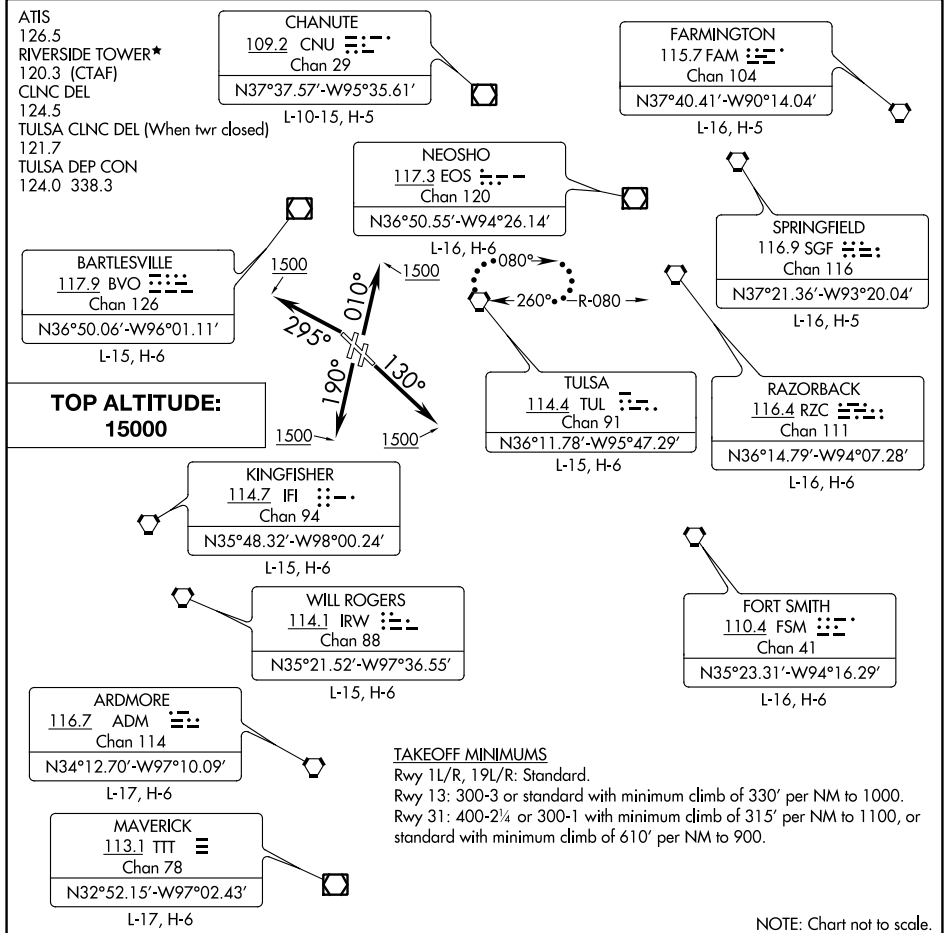 ATIS
126.5
RIVERSIDE TOWER★
120.3 (CTAF)
CLNC DEL
124.5
TULSA CLNC DEL (When twr closed)
121.7
TULSA DEP CON
124.0 338.3
CHANUTE
109.2 CNU
Chan 29
N37°37.57′-W95°35.61′
L-10-15, H-5
FARMINGTON
115.7 FAM
Chan 104
N37°40.41′-W90°14.04′
L-16, H-5
NEOSHO
117.3 EOS
Chan 120
N36°50.55′-W94°26.14′
L-16, H-6
SPRINGFIELD
116.9 SGF
Chan 116
N37°21.36′-W93°20.04′
L-16, H-5
BARTLESVILLE
117.9 BVO
Chan 126
N36°50.06′-W96°01.11′
L-15, H-6
1500
1500
295°
010°
190°
130°
1500
1500
080°
260°
R-080
TOP ALTITUDE:
15000
TULSA
114.4 TUL
Chan 91
N36°11.78′-W95°47.29′
L-15, H-6
RAZORBACK
116.4 RZC
Chan 111
N36°14.79′-W94°07.28′
L-16, H-6
KINGFISHER
114.7 IFI
Chan 94
N35°48.32′-W98°00.24′
L-15, H-6
WILL ROGERS
114.1 IRW
Chan 88
N35°21.52′-W97°36.55′
L-15, H-6
FORT SMITH
110.4 FSM
Chan 41
N35°23.31′-W94°16.29′
L-16, H-6
ARDMORE
116.7 ADM
Chan 114
N34°12.70′-W97°10.09′
L-17, H-6
MAVERICK
113.1 TTT
Chan 78
N32°52.15′-W97°02.43′
L-17, H-6
TAKEOFF MINIMUMS
Rwy 1L/R, 19L/R: Standard.
Rwy 13: 300-3 or standard with minimum climb of 330′ per NM to 1000.
Rwy 31: 400-2¼ or 300-1 with minimum climb of 315′ per NM to 1100, or
standard with minimum climb of 610′ per NM to 900.
NOTE: Chart not to scale.